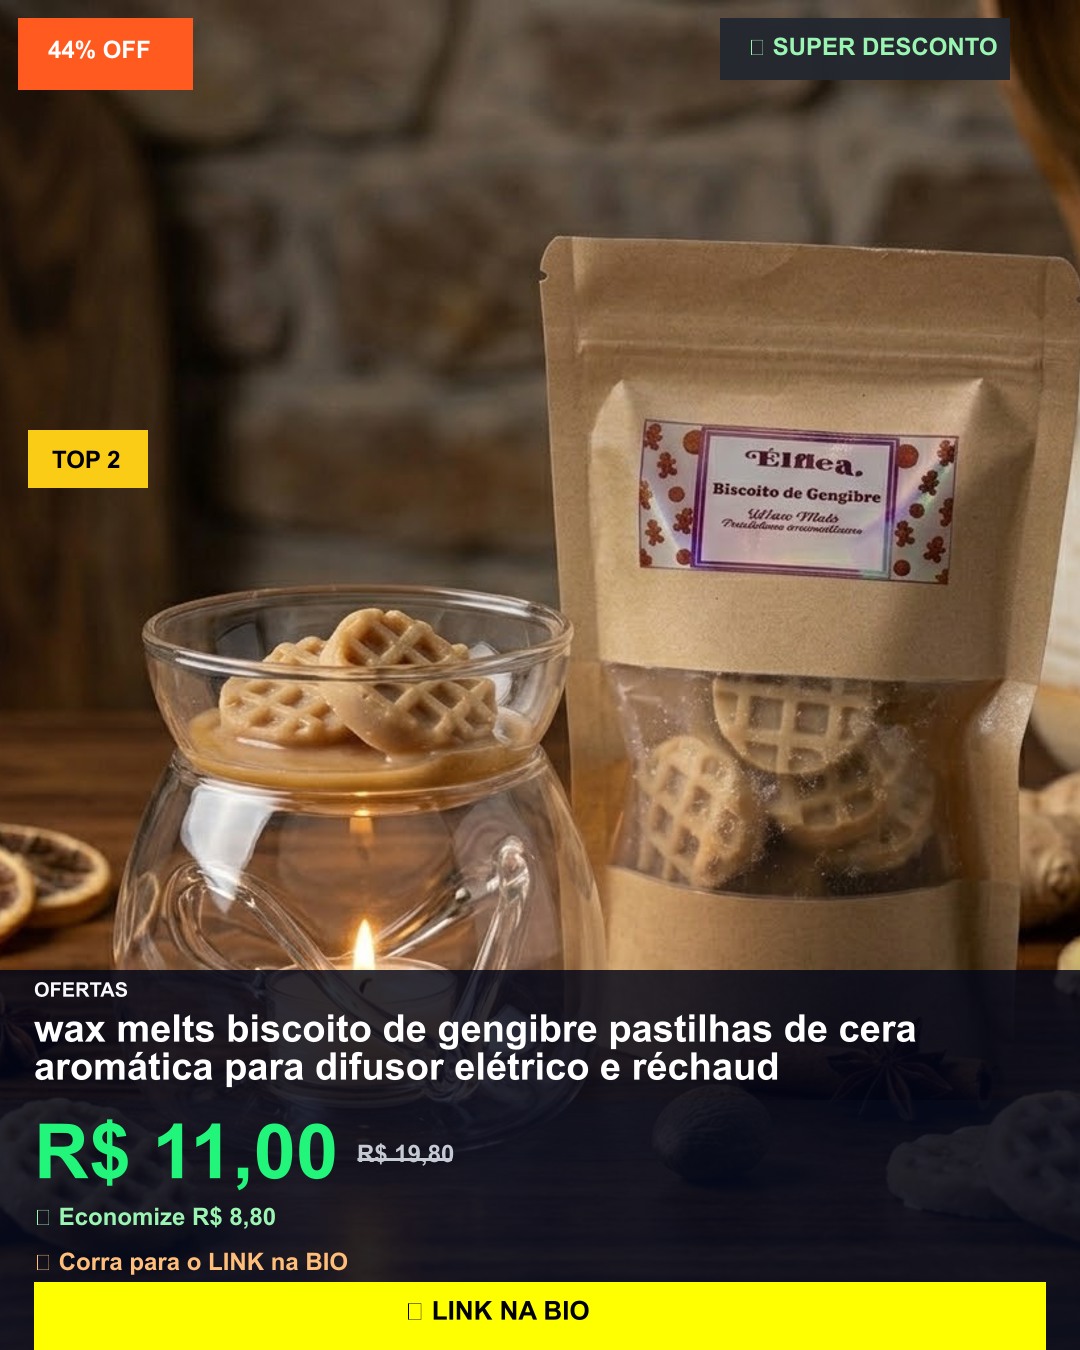 44% OFF
SUPER DESCONTO
TOP 2
Élfiea.
Biscoito de Gengibre
OFERTAS
wax melts biscoito de gengibre pastilhas de cera
aromática para difusor elétrico e réchaud
R$ 11,00 R$ 19,80
Economize R$ 8,80
Corra para o LINK na BIO
LINK NA BIO